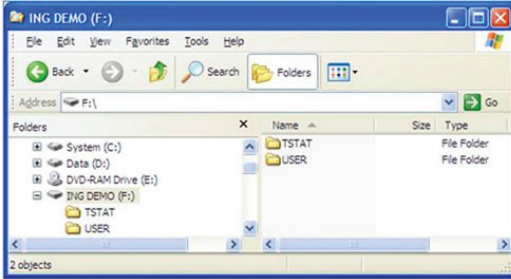 ING DEMO (F:)
File Edit View Favorites Tools Help
Back Search Folders
Address F:\ Go
Folders × Name Size Type
System (C:)
Data (D:)
DVD-RAM Drive (E:)
ING DEMO (F:)
TSTAT
USER
TSTAT File Folder
USER File Folder
2 objects